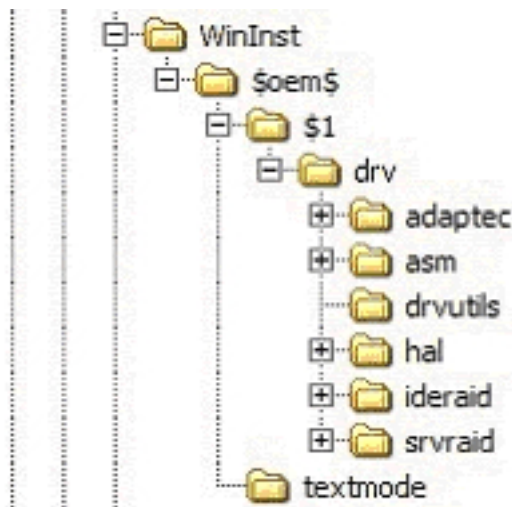 WinInst
$oem$
$1
drv
adaptec
asm
drvutils
hal
ideraid
srvraid
textmode